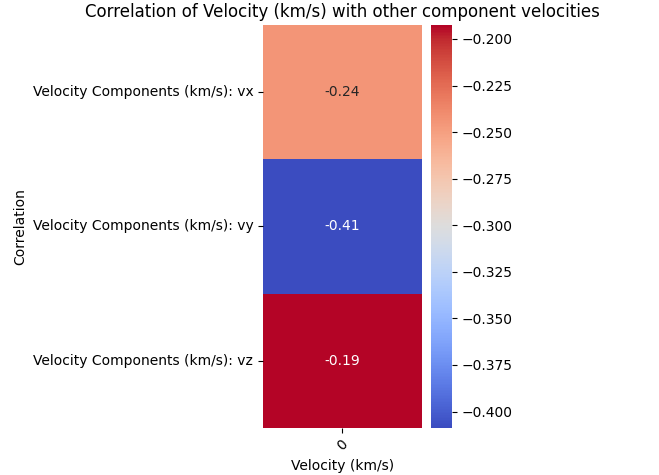 Correlation of Velocity (km/s) with other component velocities
Velocity Components (km/s): vx
-0.24
Velocity Components (km/s): vy
-0.41
Velocity Components (km/s): vz
-0.19
Correlation
0
Velocity (km/s)
−0.200
−0.225
−0.250
−0.275
−0.300
−0.325
−0.350
−0.375
−0.400